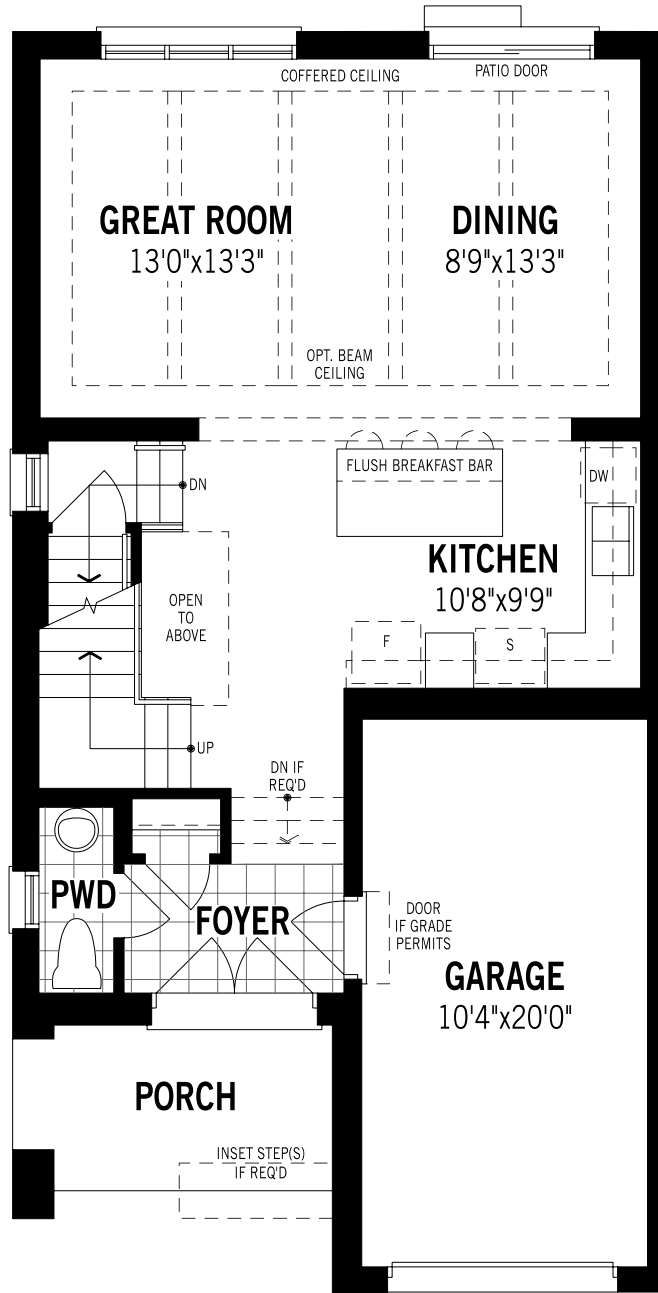 COFFERED CEILING
PATIO DOOR
GREAT ROOM
13'0"x13'3"
DINING
8'9"x13'3"
OPT. BEAM
CEILING
FLUSH BREAKFAST BAR
DW
DN
KITCHEN
10'8"x9'9"
OPEN
TO
ABOVE
F
S
UP
DN IF
REQ'D
PWD
FOYER
DOOR
IF GRADE
PERMITS
GARAGE
10'4"x20'0"
PORCH
INSET STEP(S)
IF REQ'D